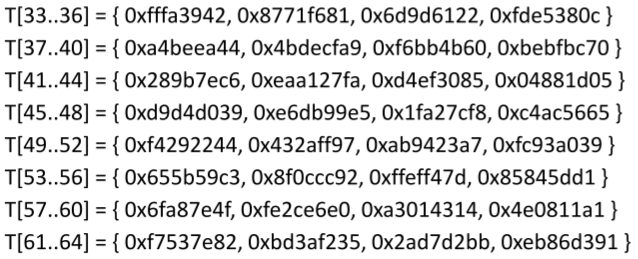 T[33..36] = { 0xfffa3942, 0x8771f681, 0x6d9d6122, 0xfde5380c }
T[37..40] = { 0xa4beea44, 0x4bdecfa9, 0xf6bb4b60, 0xbebfbc70 }
T[41..44] = { 0x289b7ec6, 0xeaa127fa, 0xd4ef3085, 0x04881d05 }
T[45..48] = { 0xd9d4d039, 0xe6db99e5, 0x1fa27cf8, 0xc4ac5665 }
T[49..52] = { 0xf4292244, 0x432aff97, 0xab9423a7, 0xfc93a039 }
T[53..56] = { 0x655b59c3, 0x8f0ccc92, 0xffeff47d, 0x85845dd1 }
T[57..60] = { 0x6fa87e4f, 0xfe2ce6e0, 0xa3014314, 0x4e0811a1 }
T[61..64] = { 0xf7537e82, 0xbd3af235, 0x2ad7d2bb, 0xeb86d391 }